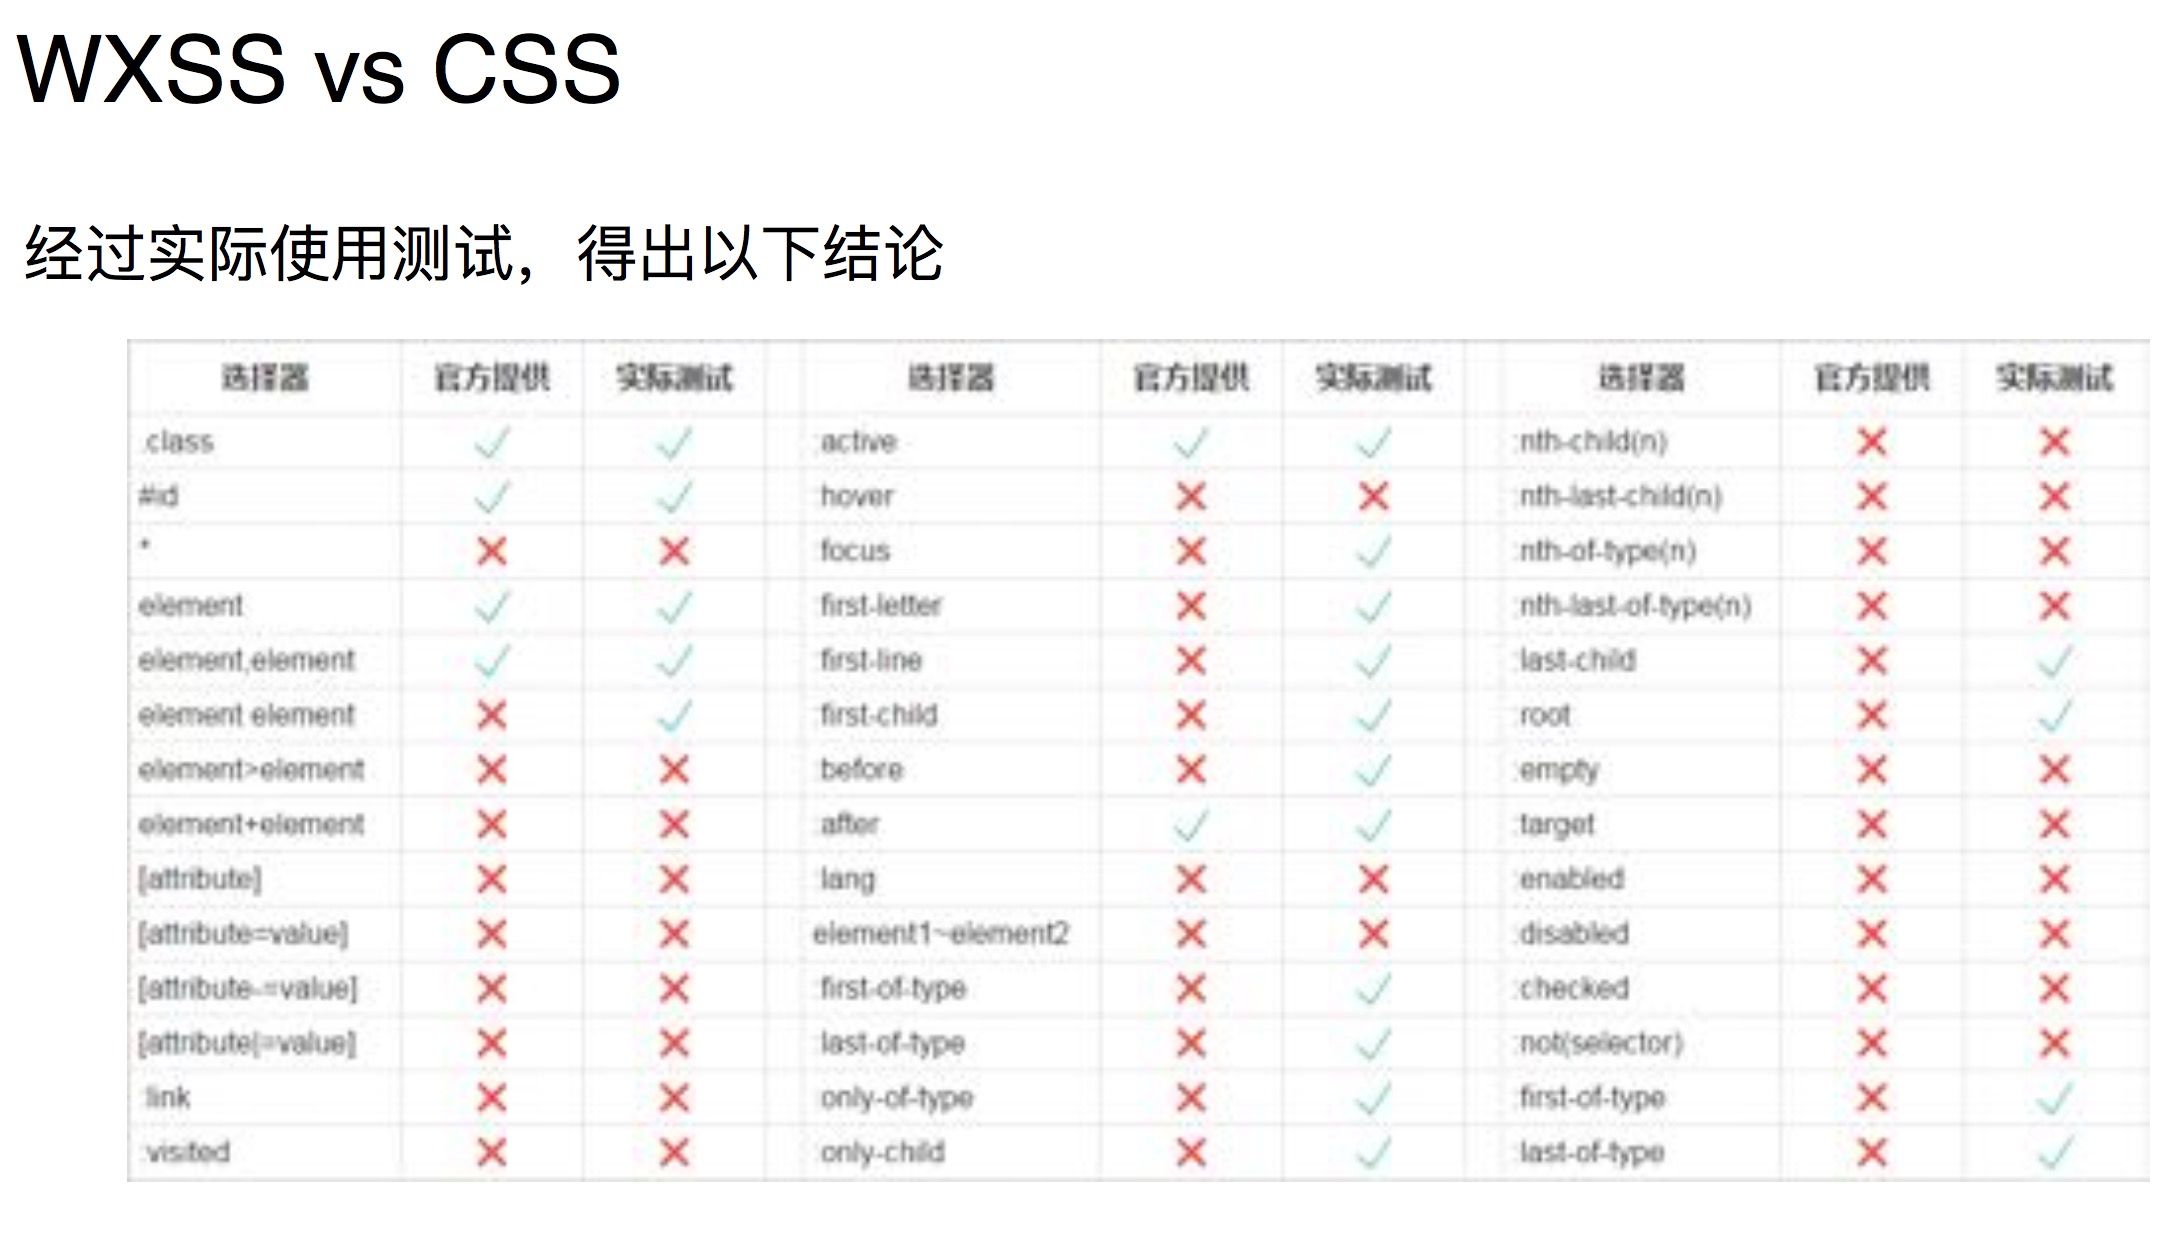 WXSS vs CSS
经过实际使用测试，得出以下结论
选择器 官方提供 实际测试 选择器 官方提供 实际测试 选择器 官方提供 实际测试
.class ✓ ✓ :active ✓ ✓ :nth-child(n) ✕ ✕
#id ✓ ✓ :hover ✕ ✕ :nth-last-child(n) ✕ ✕
* ✕ ✕ :focus ✕ ✓ :nth-of-type(n) ✕ ✕
element ✓ ✓ :first-letter ✕ ✓ :nth-last-of-type(n) ✕ ✕
element,element ✓ ✓ :first-line ✕ ✓ :last-child ✕ ✓
element element ✕ ✓ :first-child ✕ ✓ :root ✕ ✓
element>element ✕ ✕ :before ✕ ✓ :empty ✕ ✕
element+element ✕ ✕ :after ✓ ✓ :target ✕ ✕
[attribute] ✕ ✕ :lang ✕ ✕ :enabled ✕ ✕
[attribute=value] ✕ ✕ element1~element2 ✕ ✕ :disabled ✕ ✕
[attribute~=value] ✕ ✕ :first-of-type ✕ ✓ :checked ✕ ✕
[attribute|=value] ✕ ✕ :last-of-type ✕ ✓ :not(selector) ✕ ✕
:link ✕ ✕ :only-of-type ✕ ✓ :first-of-type ✕ ✓
:visited ✕ ✕ :only-child ✕ ✓ :last-of-type ✕ ✓